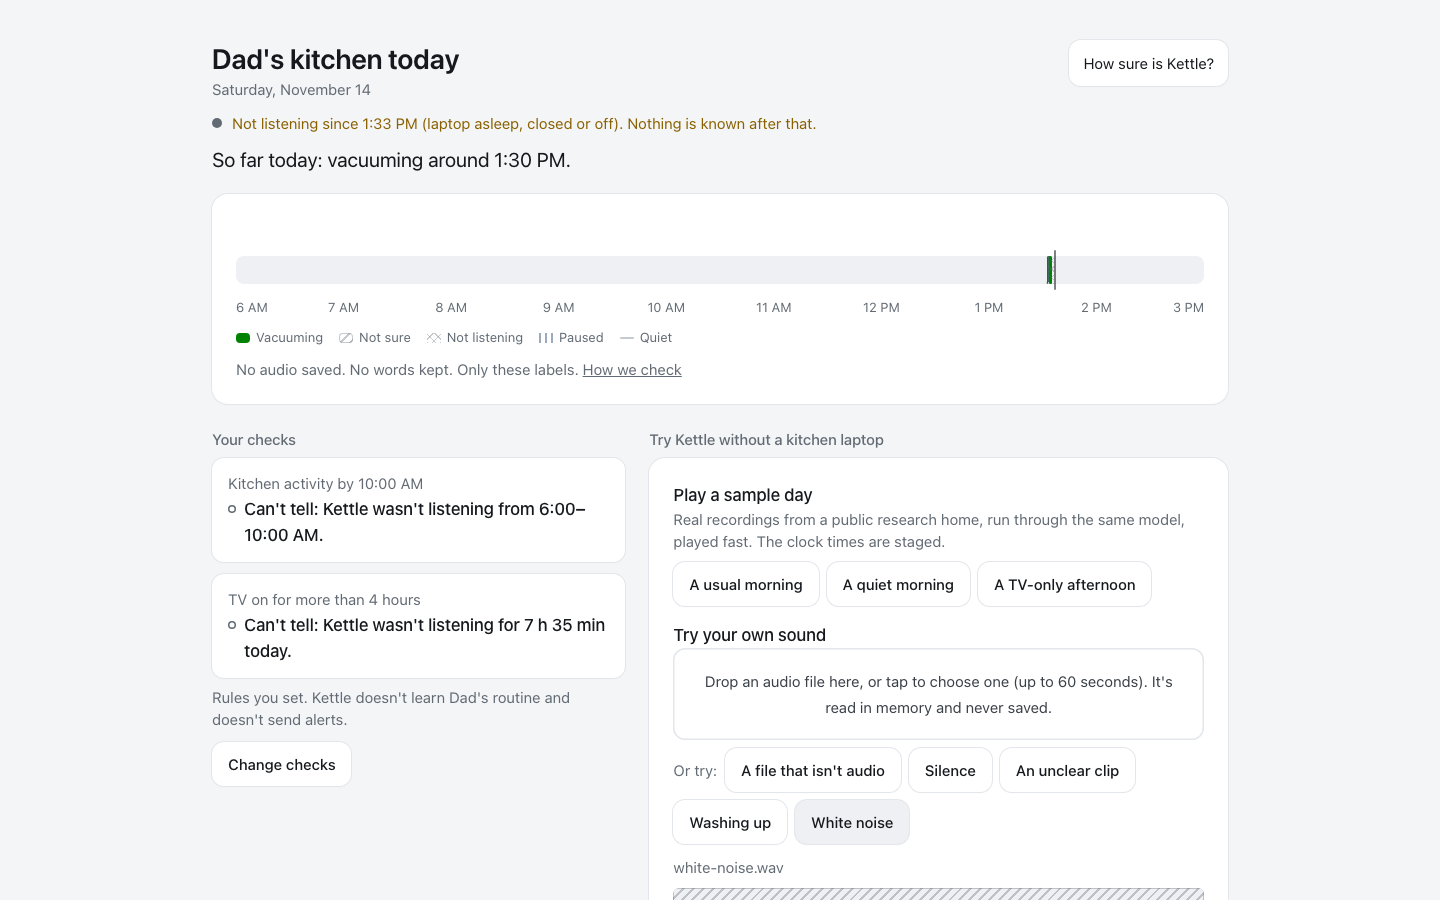 Dad's kitchen today
How sure is Kettle?
Saturday, November 14
Not listening since 1:33 PM (laptop asleep, closed or off). Nothing is known after that.
So far today: vacuuming around 1:30 PM.
6 AM 7 AM 8 AM 9 AM 10 AM 11 AM 12 PM 1 PM 2 PM 3 PM
Vacuuming Not sure Not listening Paused Quiet
No audio saved. No words kept. Only these labels. How we check
Your checks
Kitchen activity by 10:00 AM
Can't tell: Kettle wasn't listening from 6:00–
10:00 AM.
TV on for more than 4 hours
Can't tell: Kettle wasn't listening for 7 h 35 min
today.
Rules you set. Kettle doesn't learn Dad's routine and
doesn't send alerts.
Change checks
Try Kettle without a kitchen laptop
Play a sample day
Real recordings from a public research home, run through the same model,
played fast. The clock times are staged.
A usual morning A quiet morning A TV-only afternoon
Try your own sound
Drop an audio file here, or tap to choose one (up to 60 seconds). It's
read in memory and never saved.
Or try: A file that isn't audio Silence An unclear clip
Washing up White noise
white-noise.wav